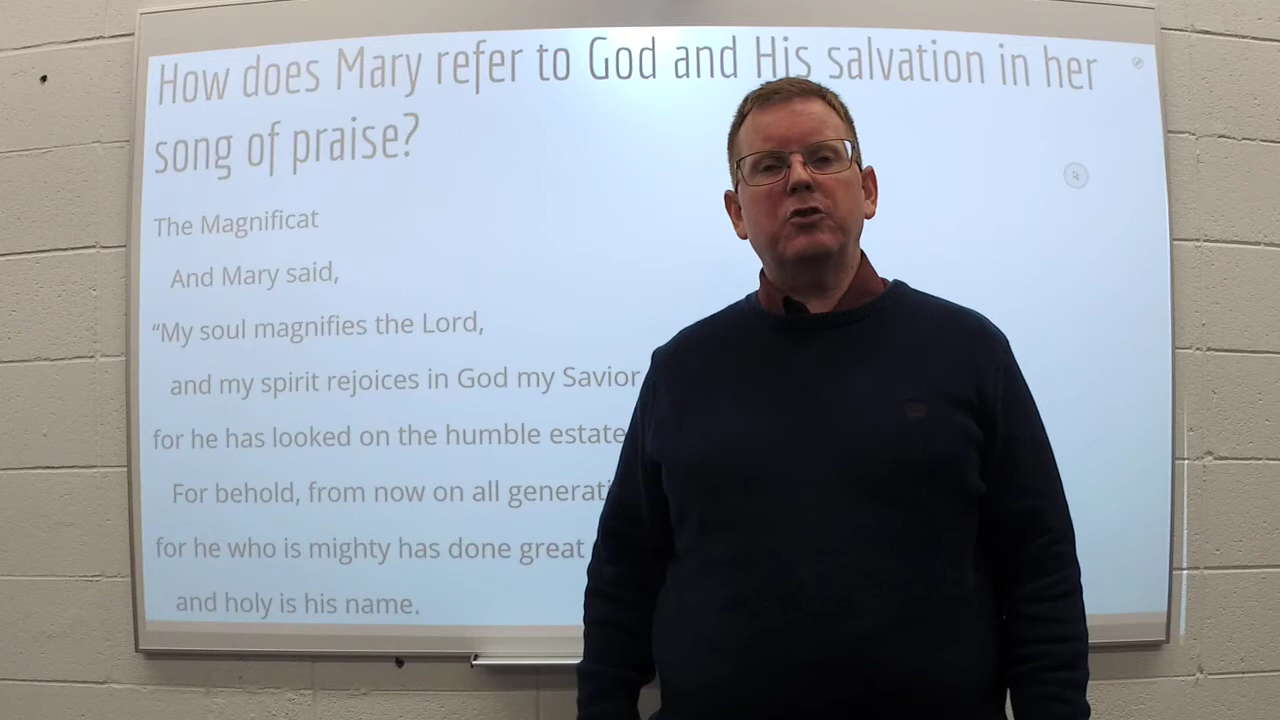 How does Mary refer to God and His salvation in her
song of praise?
The Magnificat
And Mary said,
“My soul magnifies the Lord,
and my spirit rejoices in God my Savior
for he has looked on the humble estate
For behold, from now on all
for he who is mighty has done great
and holy is his name.